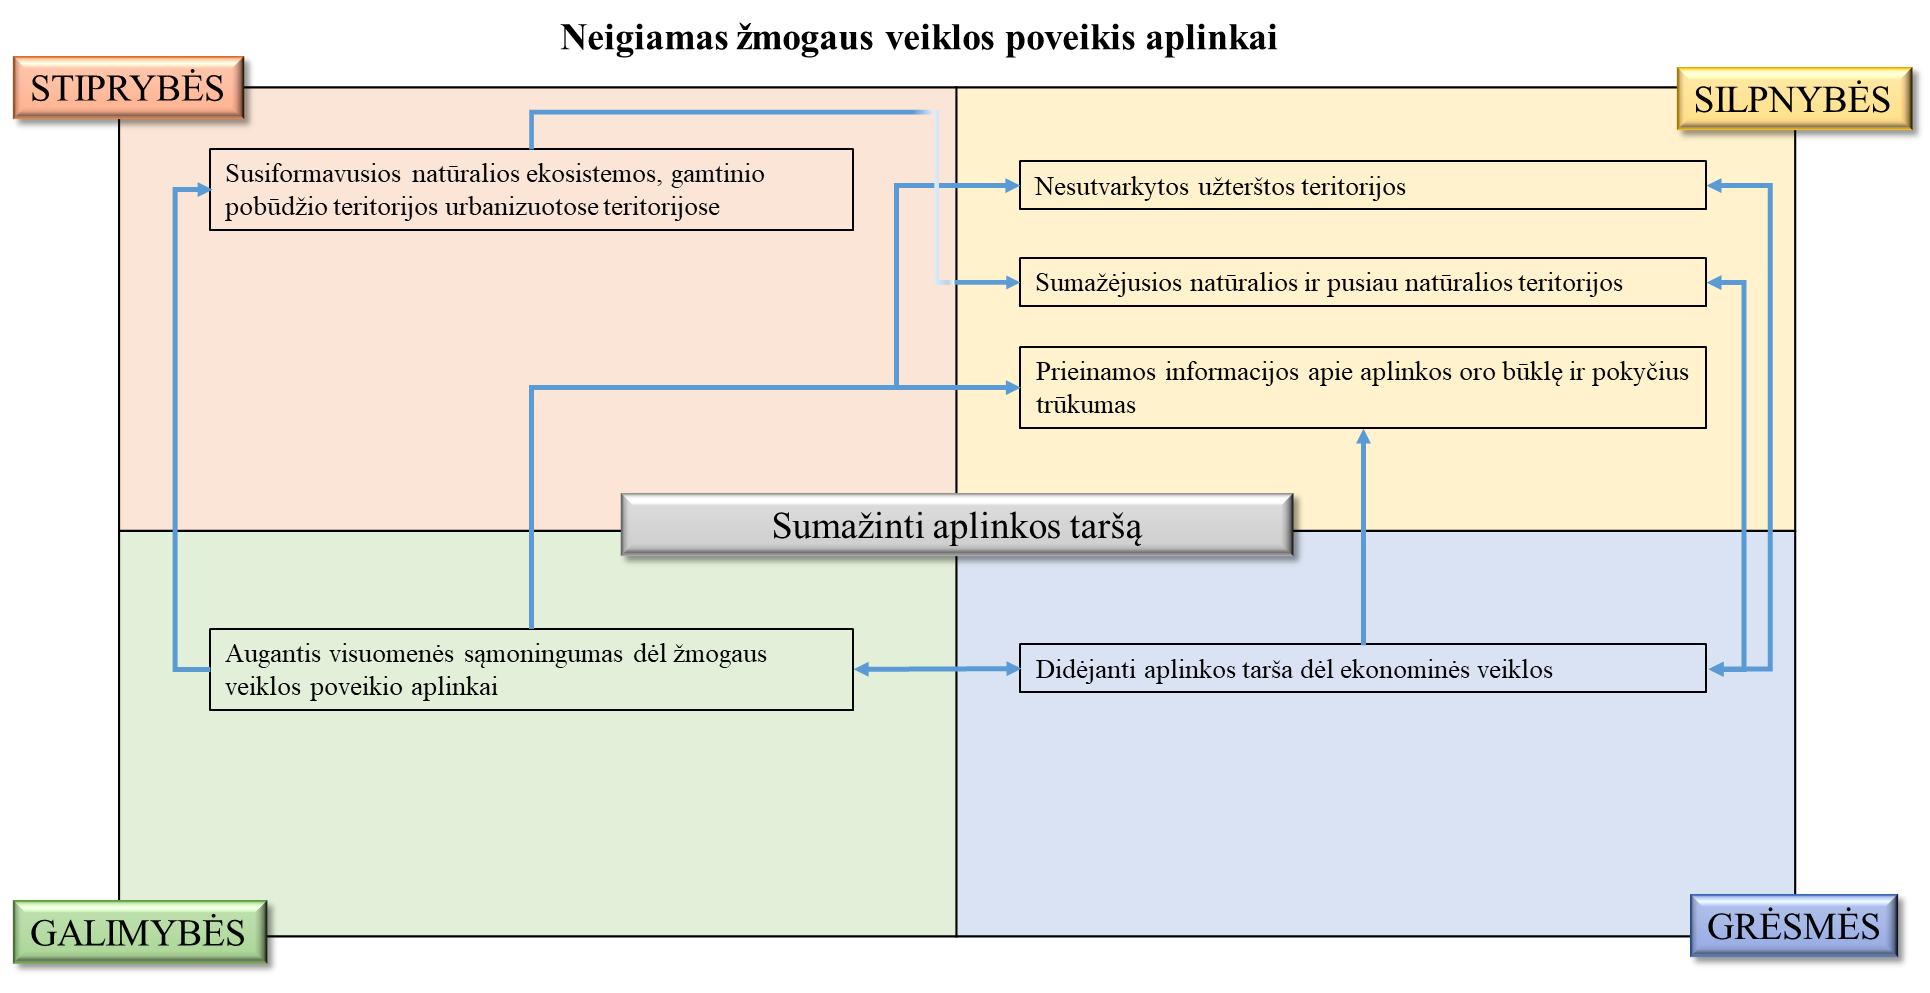 Neigiamas žmogaus veiklos poveikis aplinkai
STIPRYBĖS
SILPNYBĖS
Susiformavusios natūralios ekosistemos, gamtinio
pobūdžio teritorijos urbanizuotose teritorijose
Nesutvarkytos užterštos teritorijos
Sumažėjusios natūralios ir pusiau natūralios teritorijos
Prieinamos informacijos apie aplinkos oro būklę ir pokyčius
trūkumas
Sumažinti aplinkos taršą
Augantis visuomenės sąmoningumas dėl žmogaus
veiklos poveikio aplinkai
Didėjanti aplinkos tarša dėl ekonominės veiklos
GALIMYBĖS
GRĖSMĖS